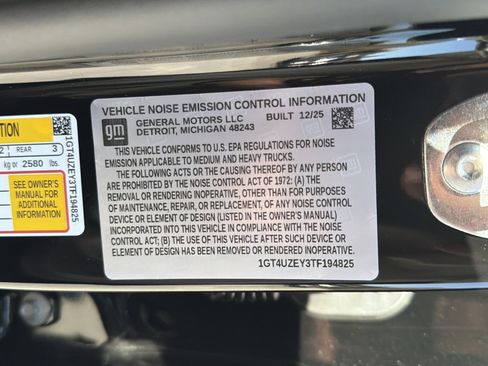 VEHICLE NOISE EMISSION CONTROL INFORMATION
gm
GENERAL MOTORS LLC BUILT 12/25
DETROIT, MICHIGAN 48243
THIS VEHICLE CONFORMS TO U.S. EPA REGULATIONS FOR NOISE
EMISSION APPLICABLE TO MEDIUM AND HEAVY TRUCKS.
THE FOLLOWING ACTS OR THE CAUSING THEREOF BY ANY PERSON
ARE PROHIBITED BY THE NOISE CONTROL ACT OF 1972: (A) THE
REMOVAL OR RENDERING INOPERATIVE, OTHER THAN FOR PURPOSES
OF MAINTENANCE, REPAIR, OR REPLACEMENT, OF ANY NOISE CONTROL
DEVICE OR ELEMENT OF DESIGN (LISTED IN THE OWNER'S MANUAL)
INCORPORATED INTO THIS VEHICLE IN COMPLIANCE WITH THE NOISE
CONTROL ACT; (B) THE USE OF THIS VEHICLE AFTER SUCH DEVICE OR
ELEMENT OF DESIGN HAS BEEN REMOVED OR RENDERED INOPERATIVE.
1GT4UZEY3TF194825
2 REAR 3
kg or 2580 lbs.
SEE OWNER'S
MANUAL FOR
ADDITIONAL
INFORMATION
1GT4UZEY3TF194825